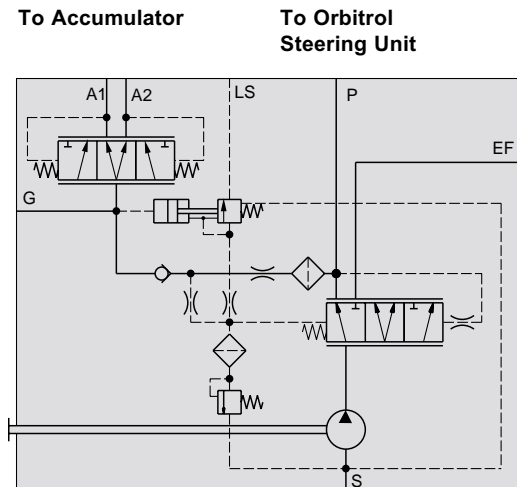 To Accumulator
To Orbitrol
Steering Unit
A1 A2 LS P
EF
G
S